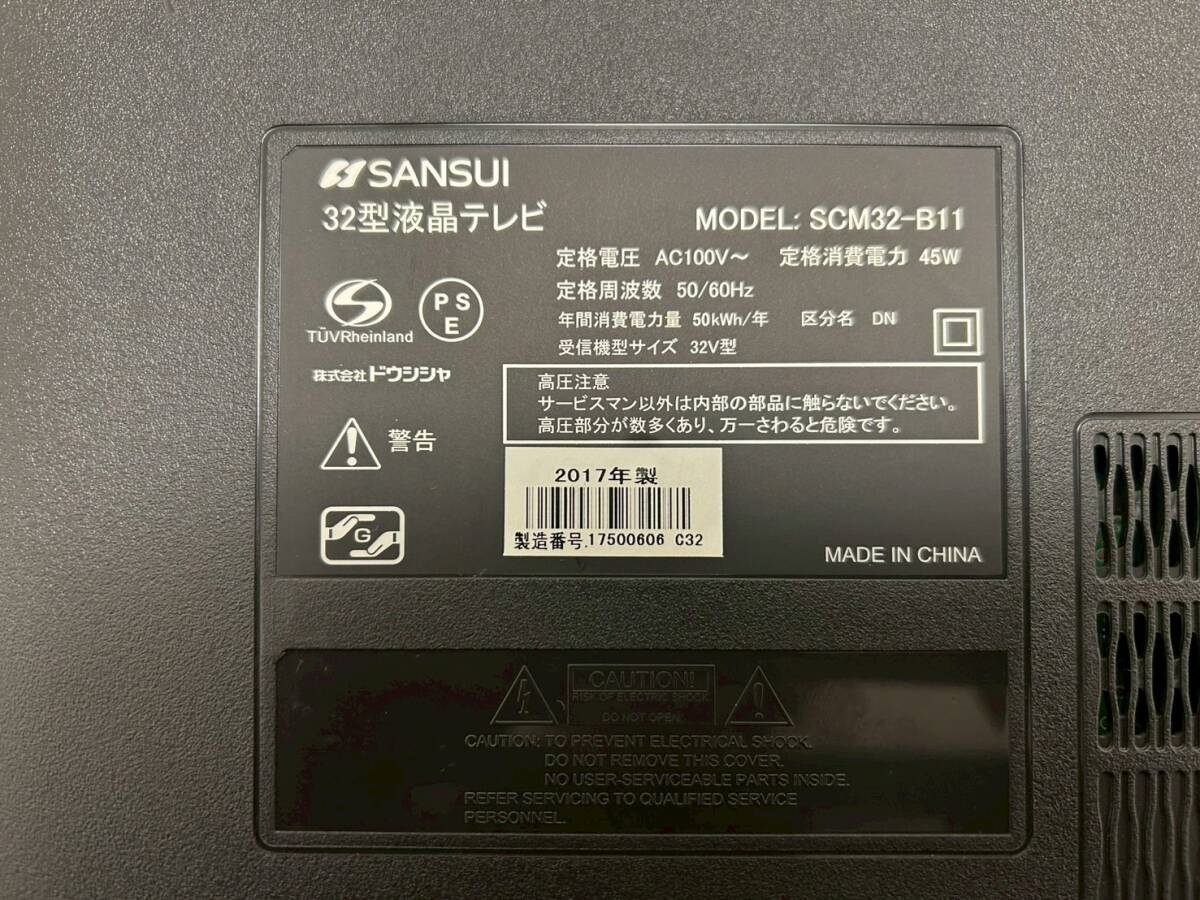 SANSUI
32型液晶テレビ
MODEL: SCM32-B11
定格電圧 AC100V～ 定格消費電力 45W
定格周波数 50/60Hz
年間消費電力量 50kWh/年 区分名 DN
受信機型サイズ 32V型
TÜVRheinland
PS
E
株式会社ドウシシャ
高圧注意
サービスマン以外は内部の部品に触らないでください。
高圧部分が数多くあり、万一さわると危険です。
警告
G
2017年製
製造番号.17500606 C32
MADE IN CHINA
CAUTION!
RISK OF ELECTRIC SHOCK
DO NOT OPEN.
CAUTION: TO PREVENT ELECTRICAL SHOCK.
DO NOT REMOVE THIS COVER.
NO USER-SERVICEABLE PARTS INSIDE.
REFER SERVICING TO QUALIFIED SERVICE
PERSONNEL.